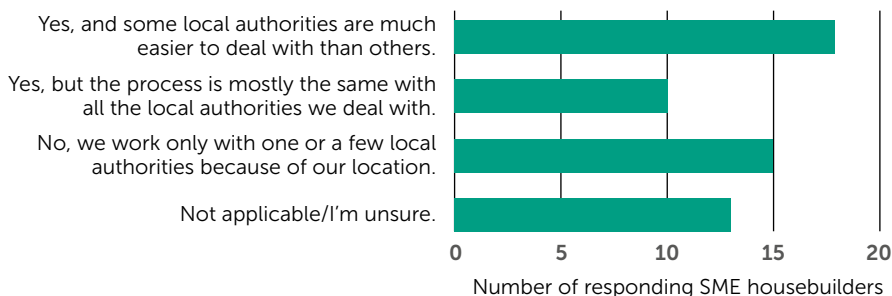 Yes, and some local authorities are much
easier to deal with than others.
Yes, but the process is mostly the same with
all the local authorities we deal with.
No, we work only with one or a few local
authorities because of our location.
Not applicable/I'm unsure.
0 5 10 15 20
Number of responding SME housebuilders